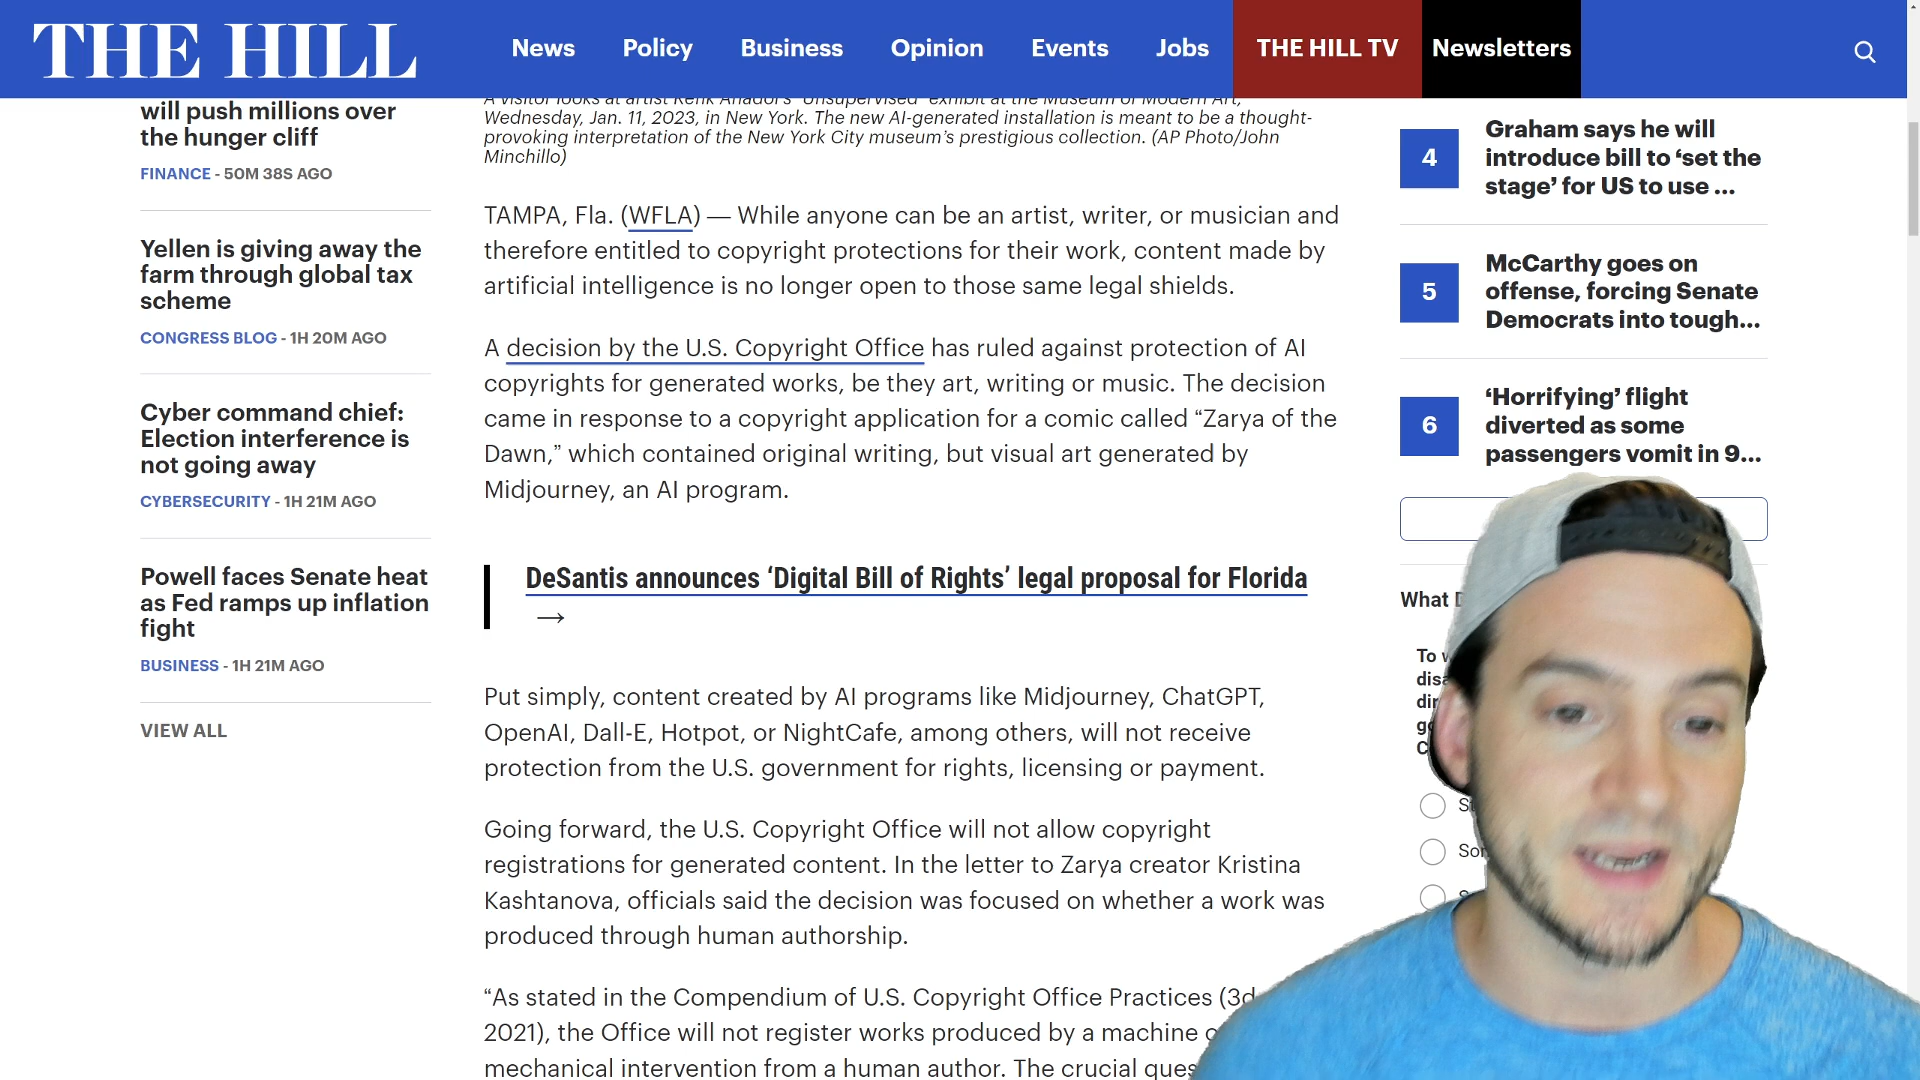 THE HILL
News
Policy
Business
Opinion
Events
Jobs
THE HILL TV
Newsletters
will push millions over
the hunger cliff
FINANCE - 50M 38S AGO
Yellen is giving away the
farm through global tax
scheme
CONGRESS BLOG - 1H 20M AGO
Cyber command chief:
Election interference is
not going away
CYBERSECURITY - 1H 21M AGO
Powell faces Senate heat
as Fed ramps up inflation
fight
BUSINESS - 1H 21M AGO
VIEW ALL
A visitor looks at artist Refik Anadol's "Unsupervised" exhibit at the Museum of Modern Art,
Wednesday, Jan. 11, 2023, in New York. The new AI-generated installation is meant to be a thought-
provoking interpretation of the New York City museum's prestigious collection. (AP Photo/John
Minchillo)
TAMPA, Fla. (WFLA) — While anyone can be an artist, writer, or musician and
therefore entitled to copyright protections for their work, content made by
artificial intelligence is no longer open to those same legal shields.
A decision by the U.S. Copyright Office has ruled against protection of AI
copyrights for generated works, be they art, writing or music. The decision
came in response to a copyright application for a comic called “Zarya of the
Dawn,” which contained original writing, but visual art generated by
Midjourney, an AI program.
DeSantis announces ‘Digital Bill of Rights’ legal proposal for Florida
→
Put simply, content created by AI programs like Midjourney, ChatGPT,
OpenAI, Dall-E, Hotpot, or NightCafe, among others, will not receive
protection from the U.S. government for rights, licensing or payment.
Going forward, the U.S. Copyright Office will not allow copyright
registrations for generated content. In the letter to Zarya creator Kristina
Kashtanova, officials said the decision was focused on whether a work was
produced through human authorship.
“As stated in the Compendium of U.S. Copyright Office Practices (3d
2021), the Office will not register works produced by a machine
mechanical intervention from a human author. The crucial
4
Graham says he will
introduce bill to ‘set the
stage’ for US to use ...
5
McCarthy goes on
offense, forcing Senate
Democrats into tough...
6
‘Horrifying’ flight
diverted as some
passengers vomit in 9...
What
To